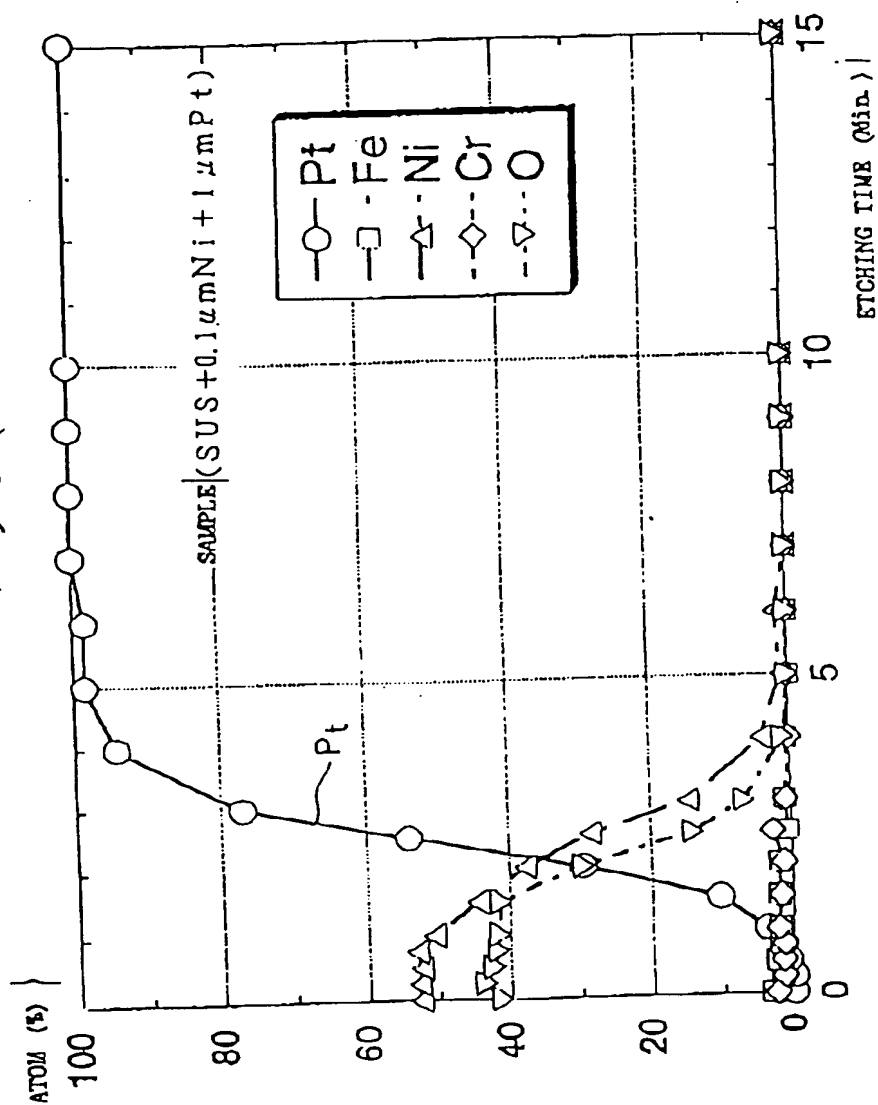 ATOM (%)
100
80
60
40
20
0
SAMPLE (SUS+0.1μmNi+1μmPt)
Pt
Pt
Fe
Ni
Cr
O
0
5
10
15
ETCHING TIME (Min.)